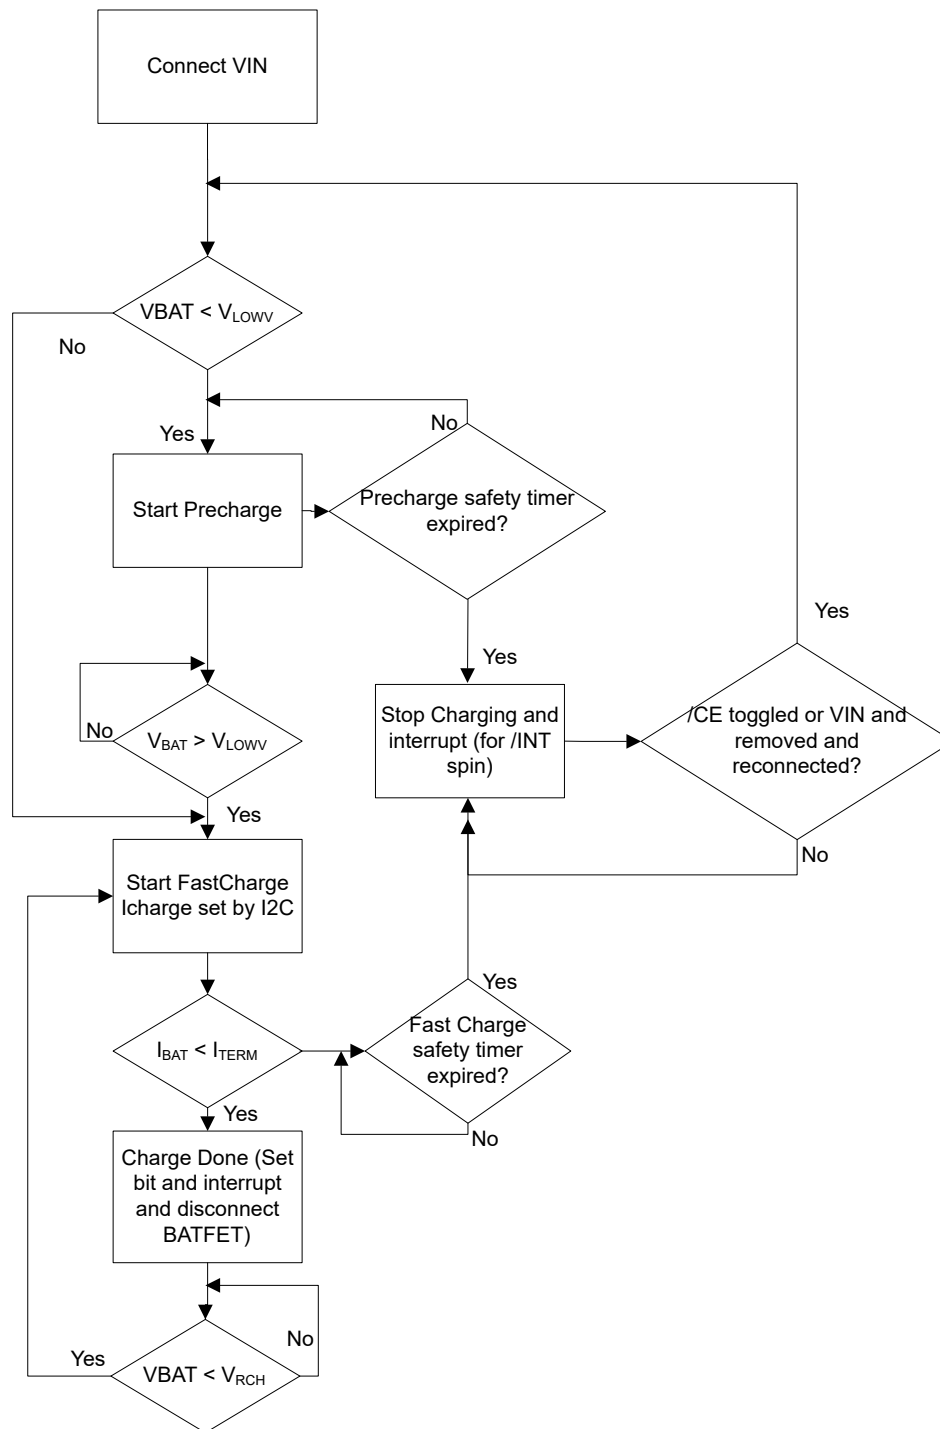 Connect VIN
VBAT < VLOWV
No
Yes
No
Start Precharge
Precharge safety timer
expired?
Yes
Yes
No
VBAT > VLOWV
Stop Charging and
interrupt (for /INT
spin)
/CE toggled or VIN and
removed and
reconnected?
Yes
No
Start FastCharge
Icharge set by I2C
Yes
IBAT < ITERM
Fast Charge
safety timer
expired?
Yes
No
Charge Done (Set
bit and interrupt
and disconnect
BATFET)
No
Yes
VBAT < VRCH